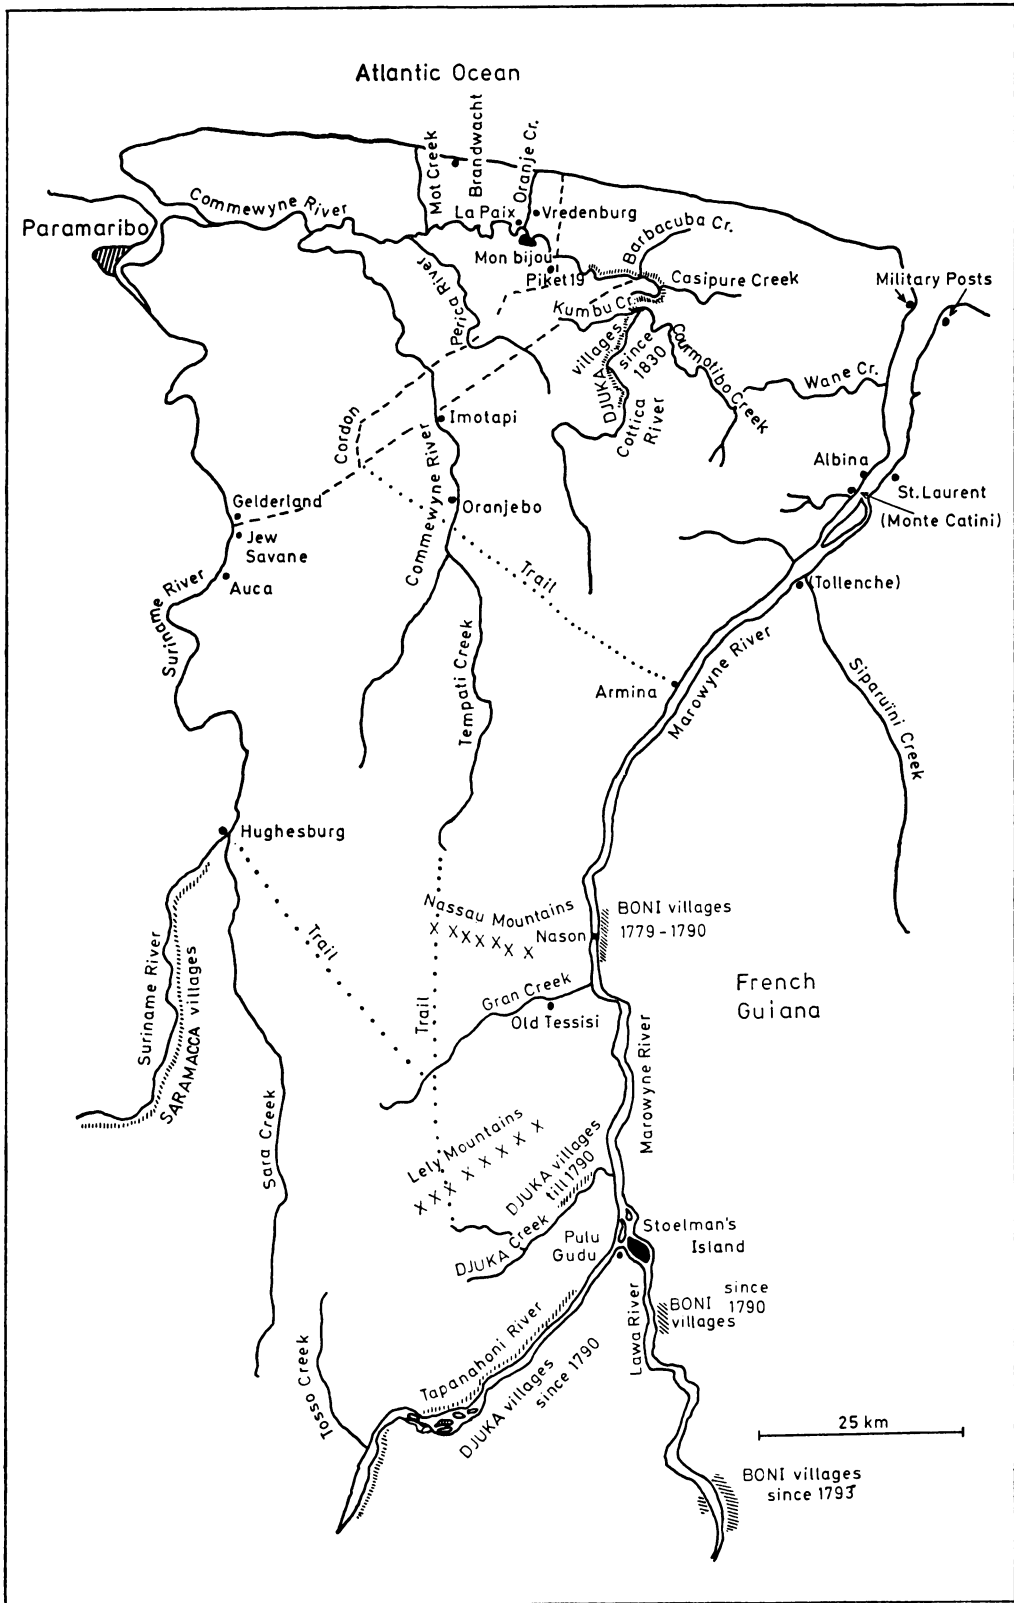 Atlantic Ocean
Mot Creek
Brandwacht
Oranje Cr.
Commewyne River
La Paix
Vredenburg
Paramaribo
Barbacuba Cr.
Mon bijou
Piket 19
Casipure Creek
Military Posts
Perica River
Kumbu Cr.
DJUKA villages
since
1830
Courmotibo Creek
Wane Cr.
Cottica
River
Cordon
Imotapi
Albina
St. Laurent
(Monte Catini)
Gelderland
Commewyne River
Oranjebo
Jew
Savane
Auca
Trail
(Tollenche)
Suriname River
Tempati Creek
Armina
Marowyne River
Siparuïni Creek
Hughesburg
Nassau Mountains
X X X X X X X X
Nason
BONI villages
1779-1790
Trail
Suriname River
SARAMACCA villages
Trail
Gran Creek
Old Tessisi
French
Guiana
Marowyne River
Sara Creek
Lely Mountains
X X X X X X X X X
DJUKA villages
till 1790
DJUKA Creek
Pulu
Gudu
Stoelman's
Island
Lawa River
BONI
villages
since
1790
Tosso Creek
Tapanahoni River
DJUKA villages
since 1790
25 km
BONI villages
since 1793